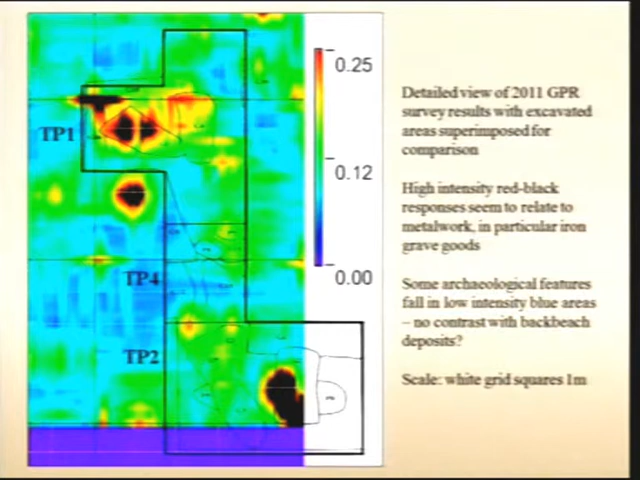 0.25
TP1
0.12
0.00
TP4
TP2
Detailed view of 2011 GPR
survey results with excavated
areas superimposed for
comparison
High intensity red-black
responses seem to relate to
metalwork, in particular iron
grave goods
Some archaeological features
fall in low intensity blue areas
– no contrast with backbeach
deposits?
Scale: white grid squares 1m